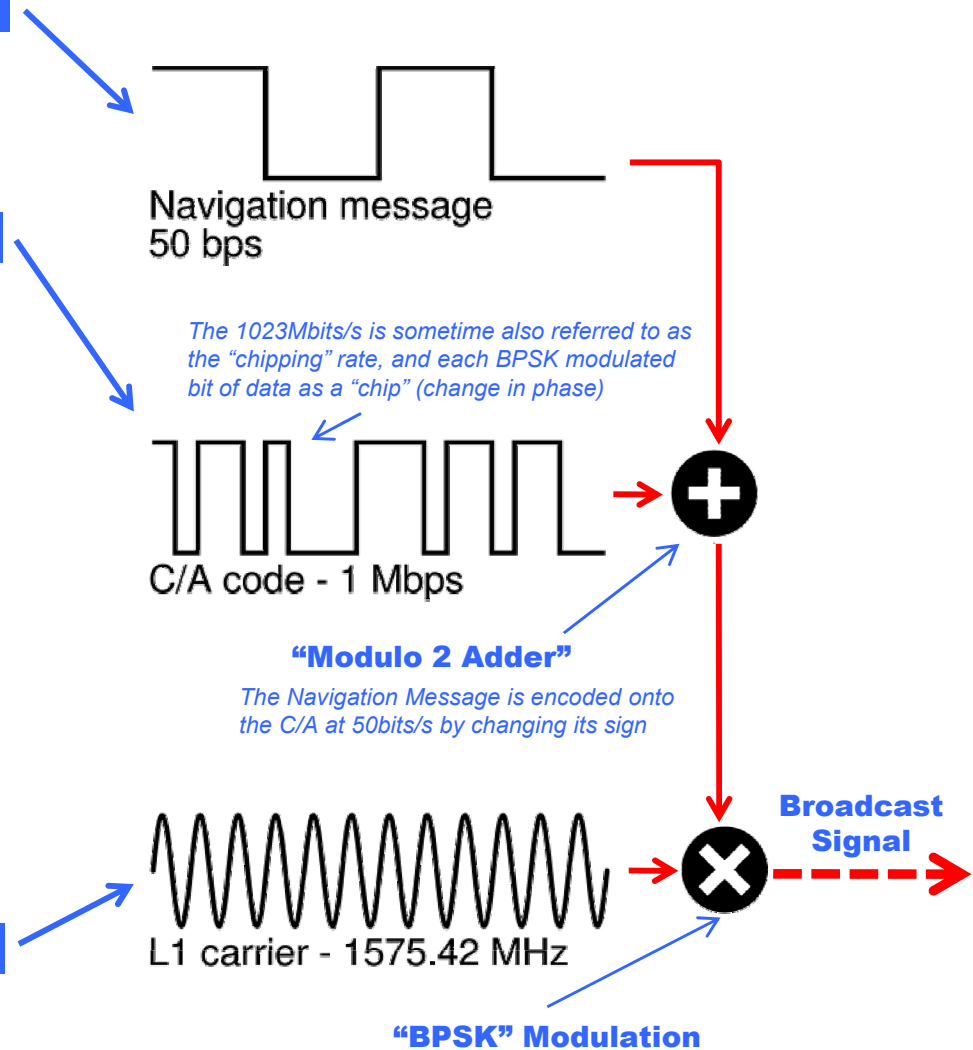 Navigation message
50 bps
The 1023Mbits/s is sometime also referred to as
the “chipping” rate, and each BPSK modulated
bit of data as a “chip” (change in phase)
C/A code - 1 Mbps
“Modulo 2 Adder”
The Navigation Message is encoded onto
the C/A at 50bits/s by changing its sign
Broadcast
Signal
L1 carrier - 1575.42 MHz
“BPSK” Modulation